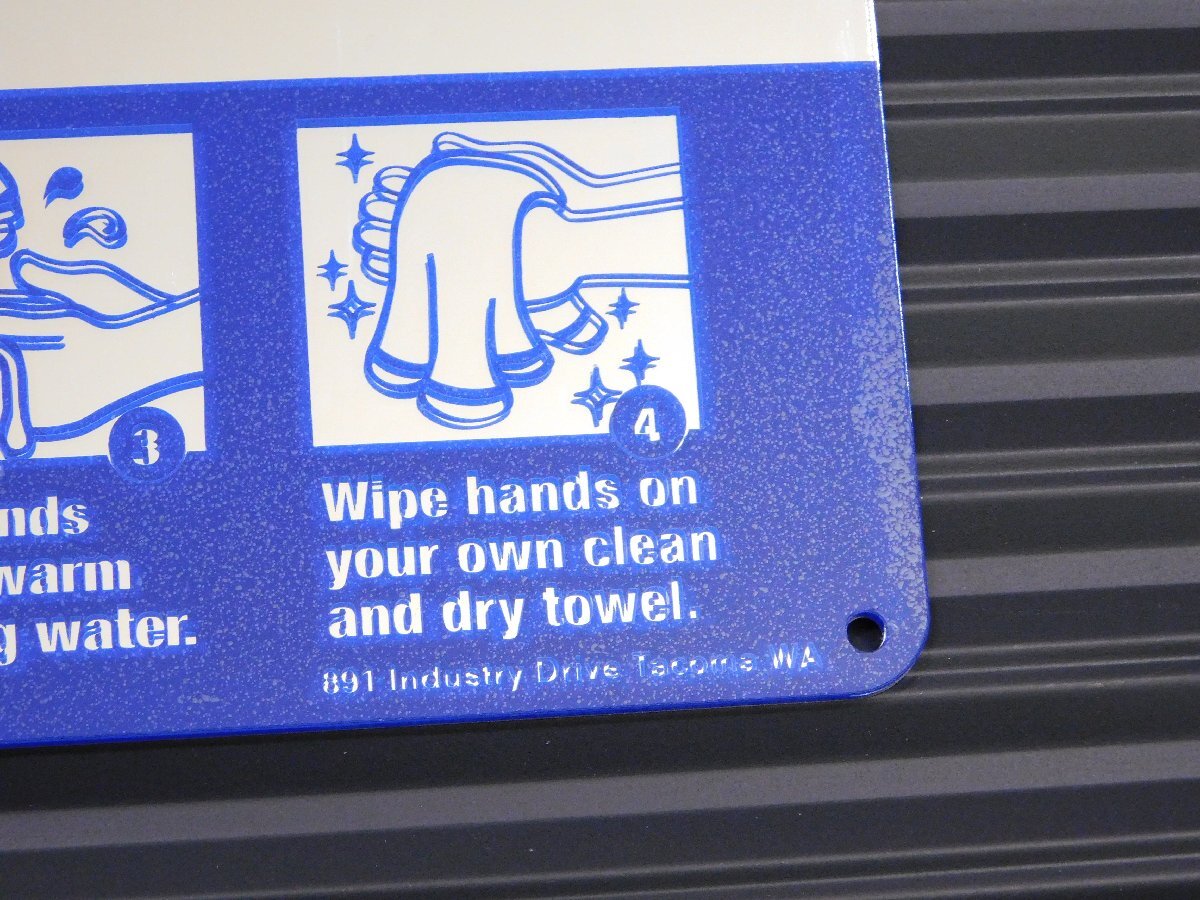 3
nds
warm
g water.
4
Wipe hands on
your own clean
and dry towel.
891 Industry Drive Tacoma WA